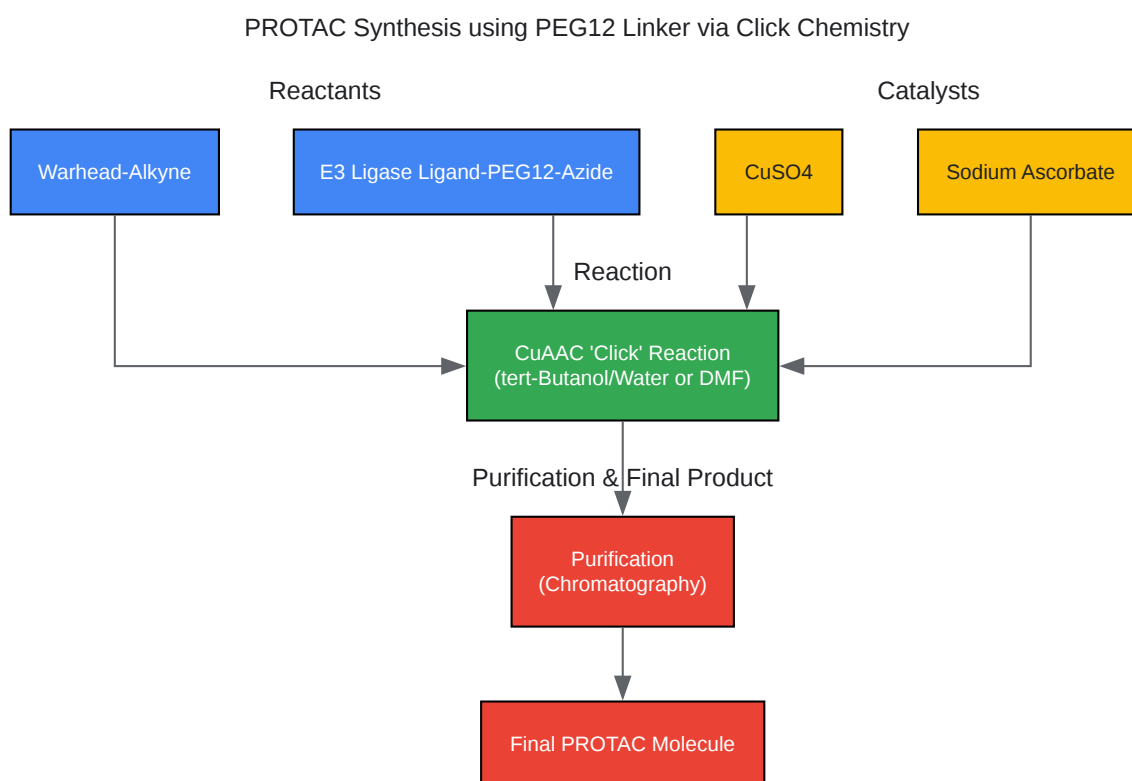 PROTAC Synthesis using PEG12 Linker via Click Chemistry
Reactants
Catalysts
Warhead-Alkyne
E3 Ligase Ligand-PEG12-Azide
CuSO4
Sodium Ascorbate
Reaction
CuAAC 'Click' Reaction
(tert-Butanol/Water or DMF)
Purification & Final Product
Purification
(Chromatography)
Final PROTAC Molecule